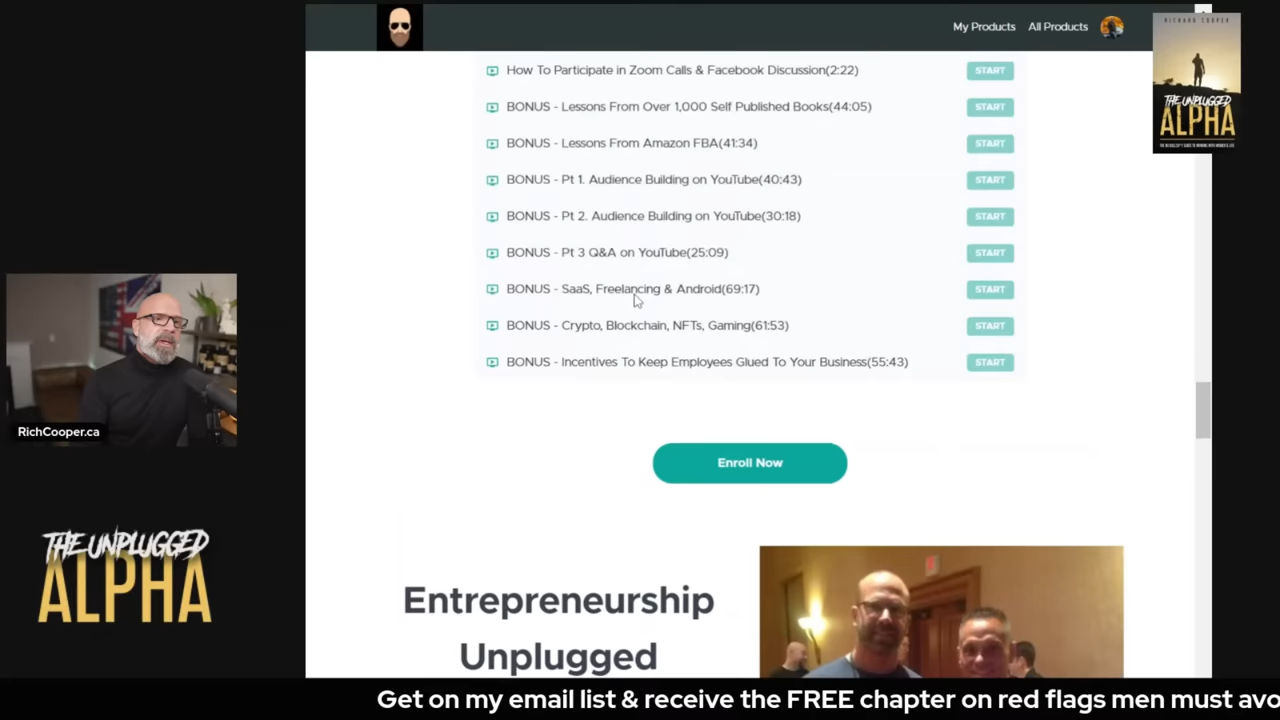 My Products All Products
RICHARD COOPER
THE UNPLUGGED
ALPHA
How To Participate in Zoom Calls & Facebook Discussion(2:22) START
BONUS - Lessons From Over 1,000 Self Published Books(44:05) START
BONUS - Lessons From Amazon FBA(41:34) START
BONUS - Pt 1. Audience Building on YouTube(40:43) START
BONUS - Pt 2. Audience Building on YouTube(30:18) START
BONUS - Pt 3 Q&A on YouTube(25:09) START
BONUS - SaaS, Freelancing & Android(69:17) START
BONUS - Crypto, Blockchain, NFTs, Gaming(61:53) START
BONUS - Incentives To Keep Employees Glued To Your Business(55:43) START
RichCooper.ca
Enroll Now
THE UNPLUGGED
ALPHA
Entrepreneurship
Unplugged
Get on my email list & receive the FREE chapter on red flags men must avo